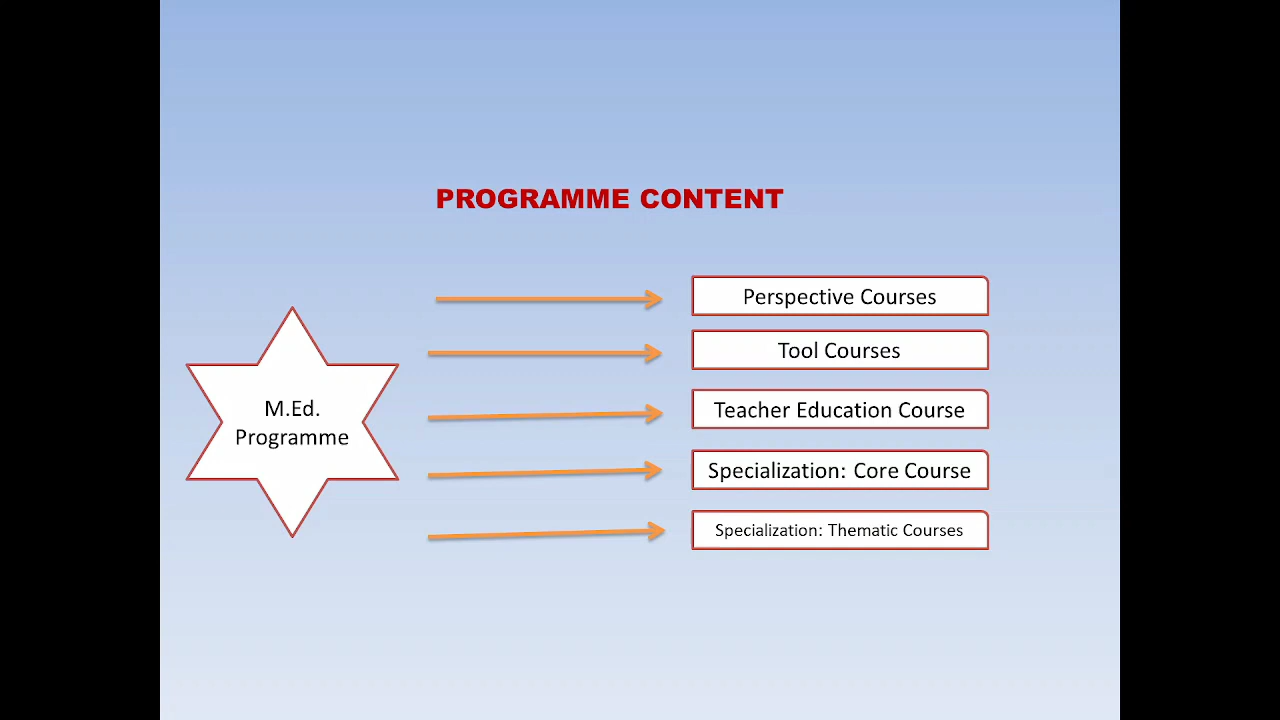 PROGRAMME CONTENT
M.Ed.
Programme
Perspective Courses
Tool Courses
Teacher Education Course
Specialization: Core Course
Specialization: Thematic Courses